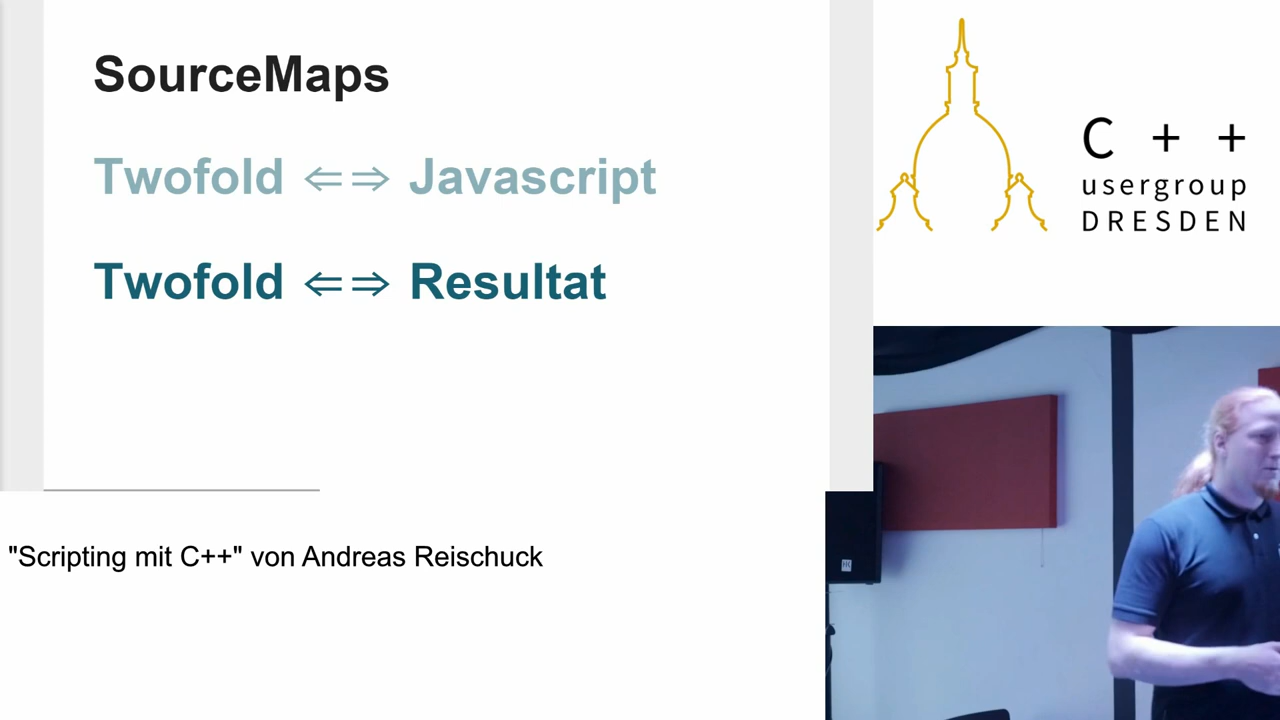 SourceMaps
Twofold ⇐⇒ Javascript
Twofold ⇐⇒ Resultat
C++
usergroup
DRESDEN
"Scripting mit C++" von Andreas Reischuck